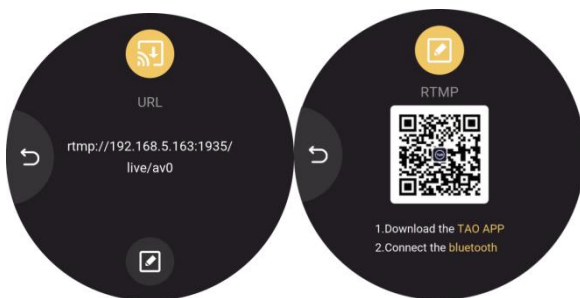 URL
rtmp://192.168.5.163:1935/
live/av0
RTMP
1.Download the TAO APP
2.Connect the bluetooth